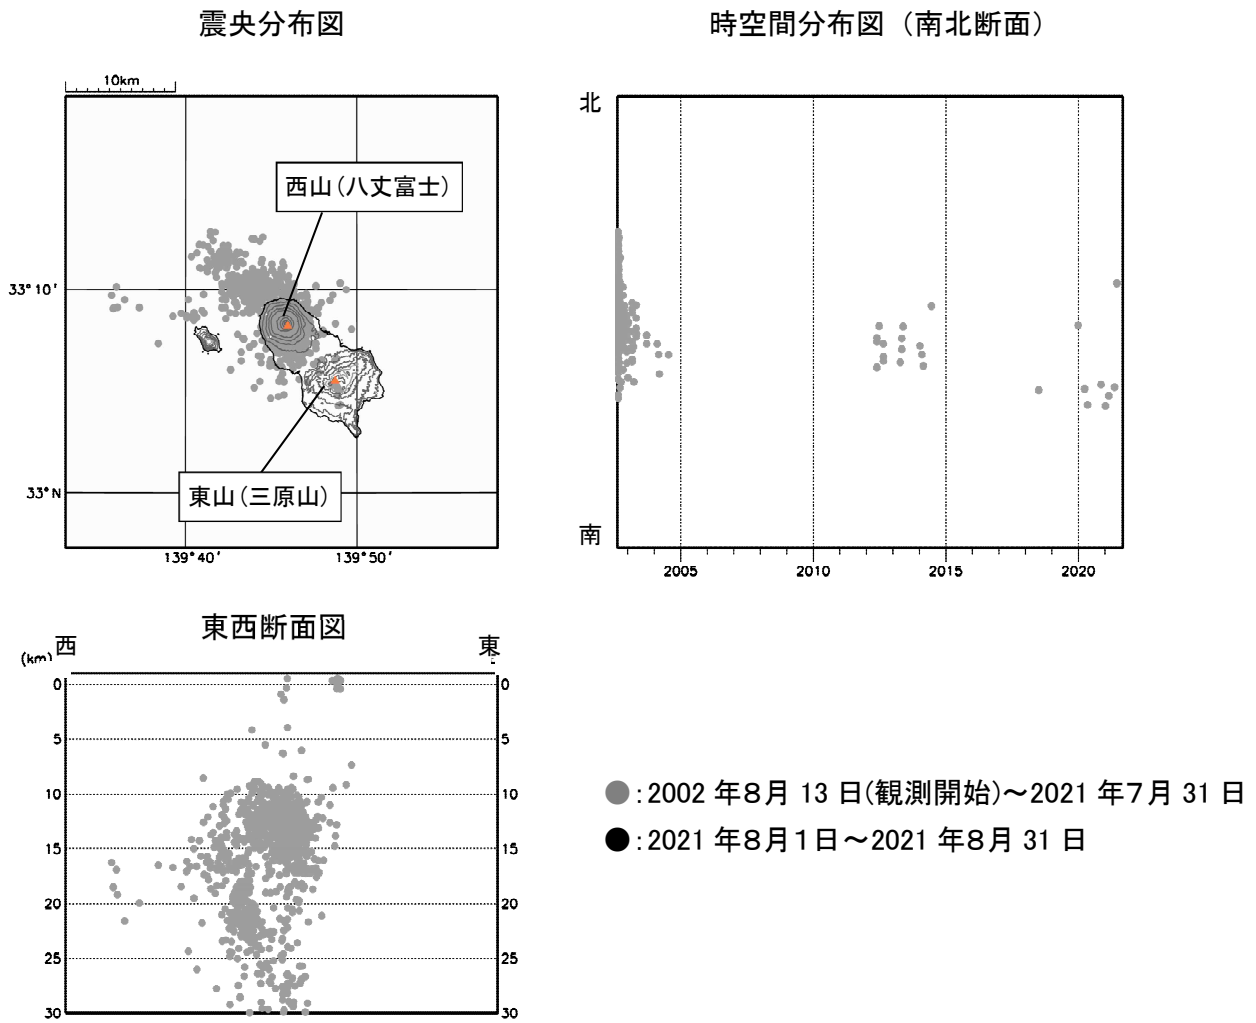 震央分布図
時空間分布図（南北断面）
10km
北
西山(八丈富士)
33°10′
東山(三原山)
33°N
南
139°40′
139°50′
2005
2010
2015
2020
東西断面図
西
東
(km)
0
0
5
5
10
10
15
15
20
20
25
25
30
30
●:2002 年８月 13 日(観測開始)～2021 年７月 31 日
●:2021 年８月１日～2021 年８月 31 日